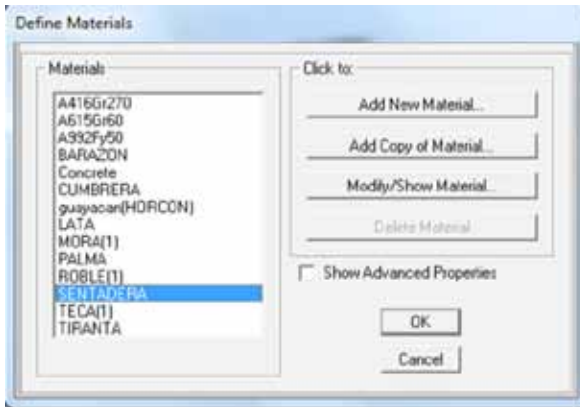 Define Materials
Materials
A416Gr270
A615Gr60
A992Fy50
BARAZON
Concrete
CUMBRERA
guayacan(HORCON)
LATA
MORA(1)
PALMA
ROBLE(1)
SENTADERA
TECA(1)
TIRANTA
Click to:
Add New Material...
Add Copy of Material...
Modify/Show Material...
Delete Material
Show Advanced Properties
OK
Cancel